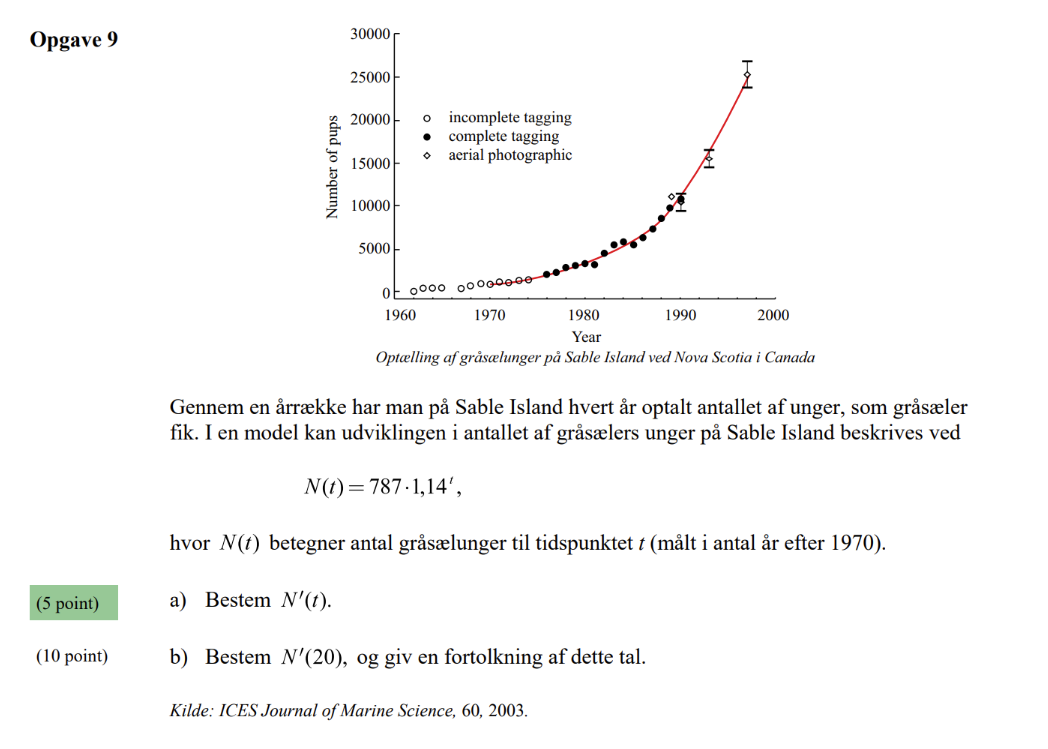 Opgave 9
30000
25000
20000
15000
10000
5000
0
Number of pups
incomplete tagging
complete tagging
aerial photographic
1960 1970 1980 1990 2000
Year
Optælling af gråsælunger på Sable Island ved Nova Scotia i Canada
Gennem en årrække har man på Sable Island hvert år optalt antallet af unger, som gråsæler
fik. I en model kan udviklingen i antallet af gråsælers unger på Sable Island beskrives ved
N(t) = 787·1,14^t,
hvor N(t) betegner antal gråsælunger til tidspunktet t (målt i antal år efter 1970).
(5 point) a) Bestem N′(t).
(10 point) b) Bestem N′(20), og giv en fortolkning af dette tal.
Kilde: ICES Journal of Marine Science, 60, 2003.